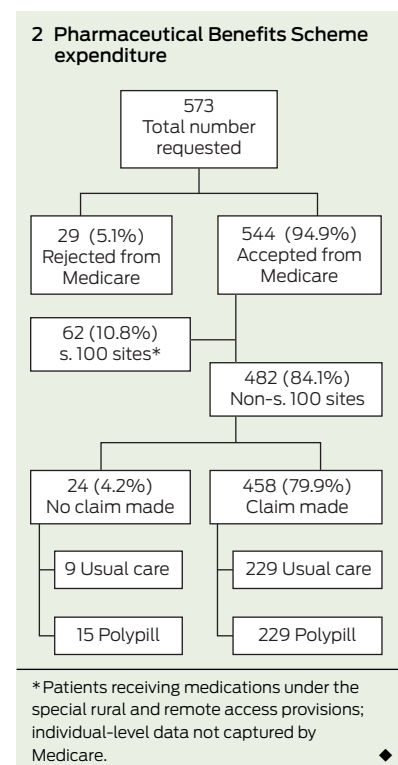 2 Pharmaceutical Benefits Scheme
expenditure
573
Total number
requested
29 (5.1%)
Rejected from
Medicare
544 (94.9%)
Accepted from
Medicare
62 (10.8%)
s. 100 sites*
482 (84.1%)
Non-s. 100 sites
24 (4.2%)
No claim made
458 (79.9%)
Claim made
9 Usual care
229 Usual care
15 Polypill
229 Polypill
*Patients receiving medications under the
special rural and remote access provisions;
individual-level data not captured by
Medicare. ◆